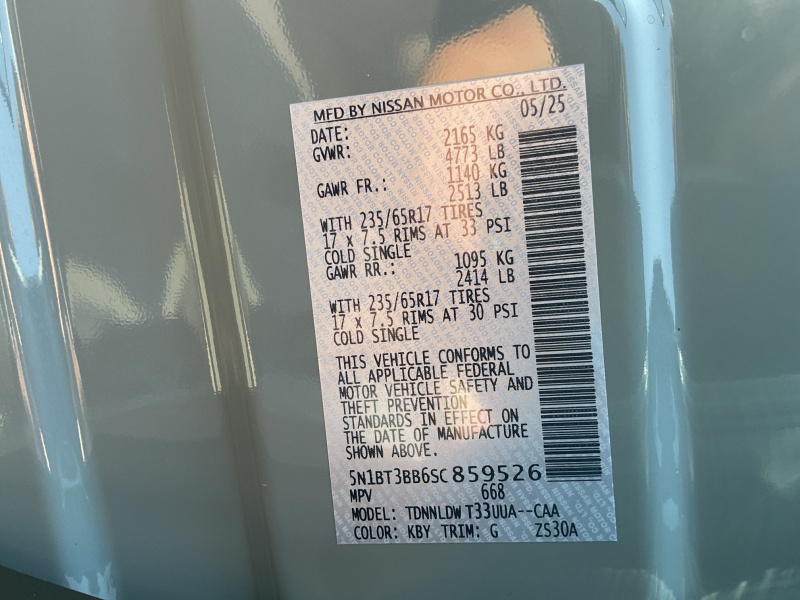 MFD BY NISSAN MOTOR CO., LTD.
DATE: 05/25
GVWR: 2165 KG
4773 LB
GAWR FR.: 1140 KG
2513 LB
WITH 235/65R17 TIRES
17 x 7.5 RIMS AT 33 PSI
COLD SINGLE
GAWR RR.: 1095 KG
2414 LB
WITH 235/65R17 TIRES
17 x 7.5 RIMS AT 30 PSI
COLD SINGLE
THIS VEHICLE CONFORMS TO
ALL APPLICABLE FEDERAL
MOTOR VEHICLE SAFETY AND
THEFT PREVENTION
STANDARDS IN EFFECT ON
THE DATE OF MANUFACTURE
SHOWN ABOVE.
5N1BT3BB6SC859526
MPV 668
MODEL: TDNNLDW T33UUA--CAA
COLOR: KBY TRIM: G ZS30A